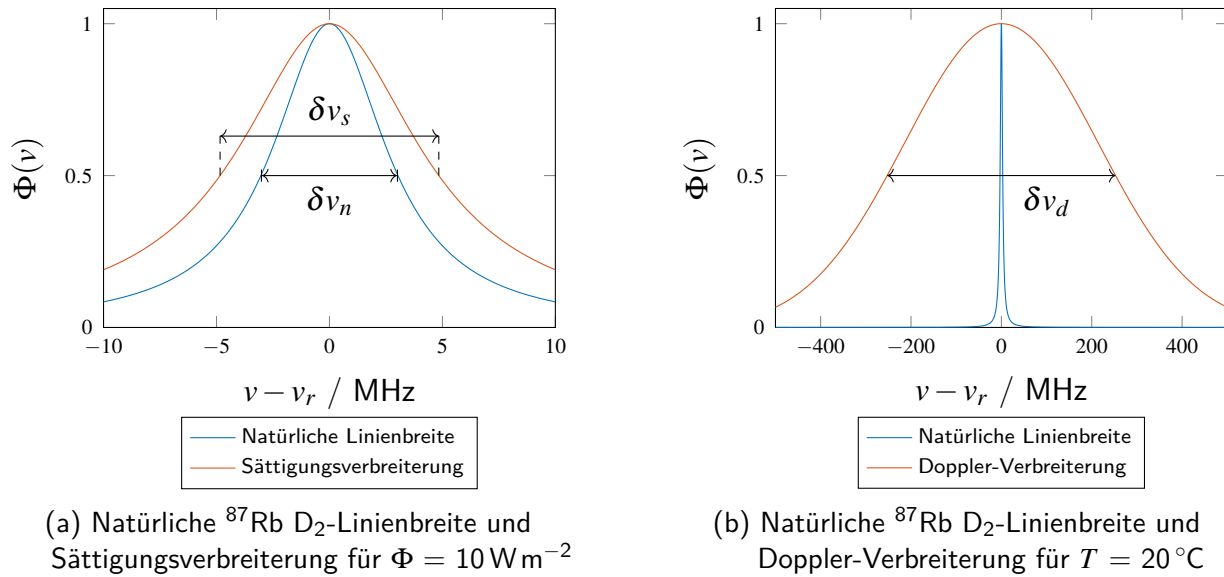 1
0.5
0
Φ(ν)
δν_s
δν_n
−10
−5
0
5
10
ν − ν_r / MHz
Natürliche Linienbreite
Sättigungsverbreiterung
(a) Natürliche ⁸⁷Rb D₂-Linienbreite und
Sättigungsverbreiterung für Φ = 10 W m⁻²
1
0.5
0
Φ(ν)
δν_d
−400
−200
0
200
400
ν − ν_r / MHz
Natürliche Linienbreite
Doppler-Verbreiterung
(b) Natürliche ⁸⁷Rb D₂-Linienbreite und
Doppler-Verbreiterung für T = 20 °C